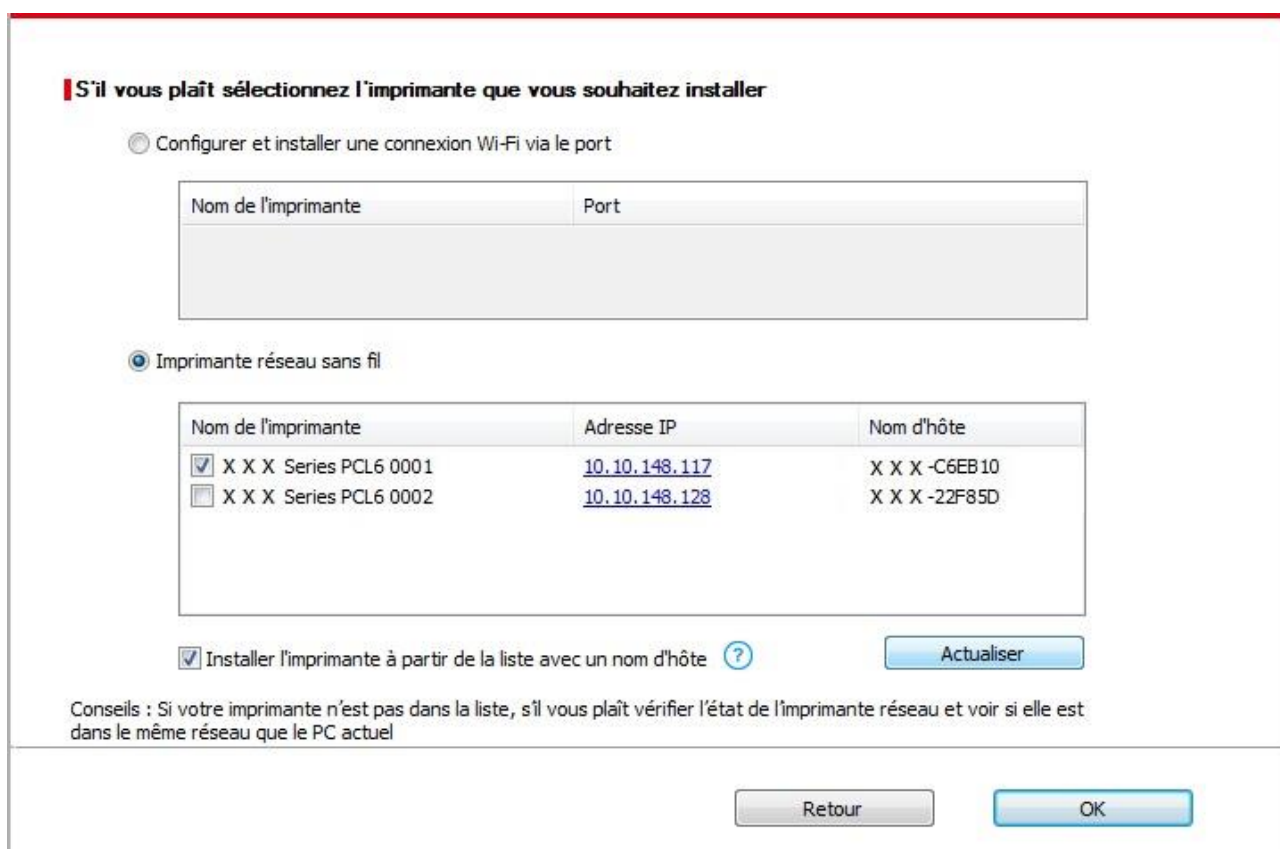 S'il vous plaît sélectionnez l'imprimante que vous souhaitez installer
Configurer et installer une connexion Wi-Fi via le port
Nom de l'imprimante Port
Imprimante réseau sans fil
Nom de l'imprimante Adresse IP Nom d'hôte
X X X Series PCL6 0001 10.10.148.117 X X X -C6EB10
X X X Series PCL6 0002 10.10.148.128 X X X -22F85D
Installer l'imprimante à partir de la liste avec un nom d'hôte ? Actualiser
Conseils : Si votre imprimante n'est pas dans la liste, s'il vous plaît vérifier l'état de l'imprimante réseau et voir si elle est
dans le même réseau que le PC actuel
Retour OK